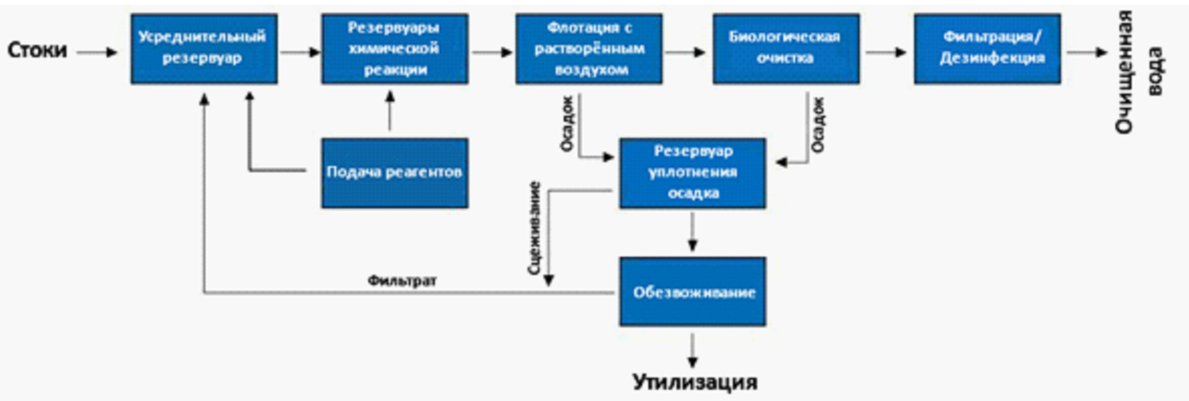 Стоки
Усреднительный
резервуар
Резервуары
химической
реакции
Флотация с
растворённым
воздухом
Биологическая
очистка
Фильтрация/
Дезинфекция
Очищенная
вода
Подача реагентов
Осадок
Осадок
Резервуар
уплотнения
осадка
Сцеживание
Фильтрат
Обезвоживание
Утилизация